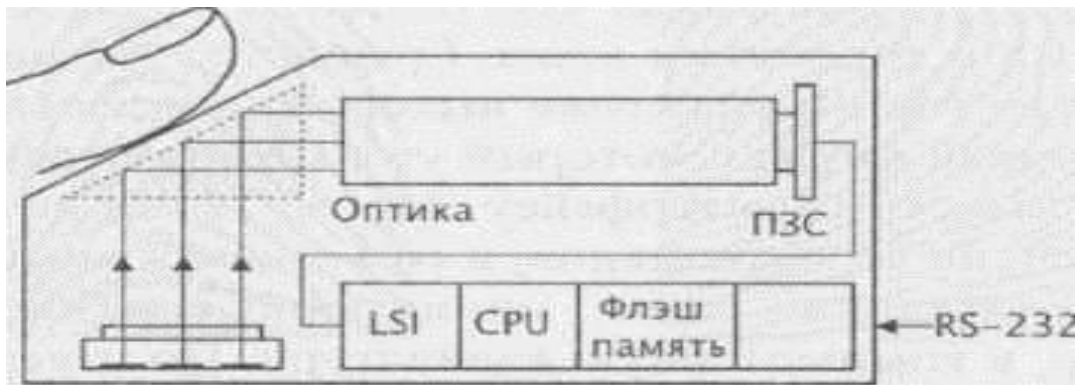 Оптика
ПЗС
LSI
CPU
Флэш
память
RS-232